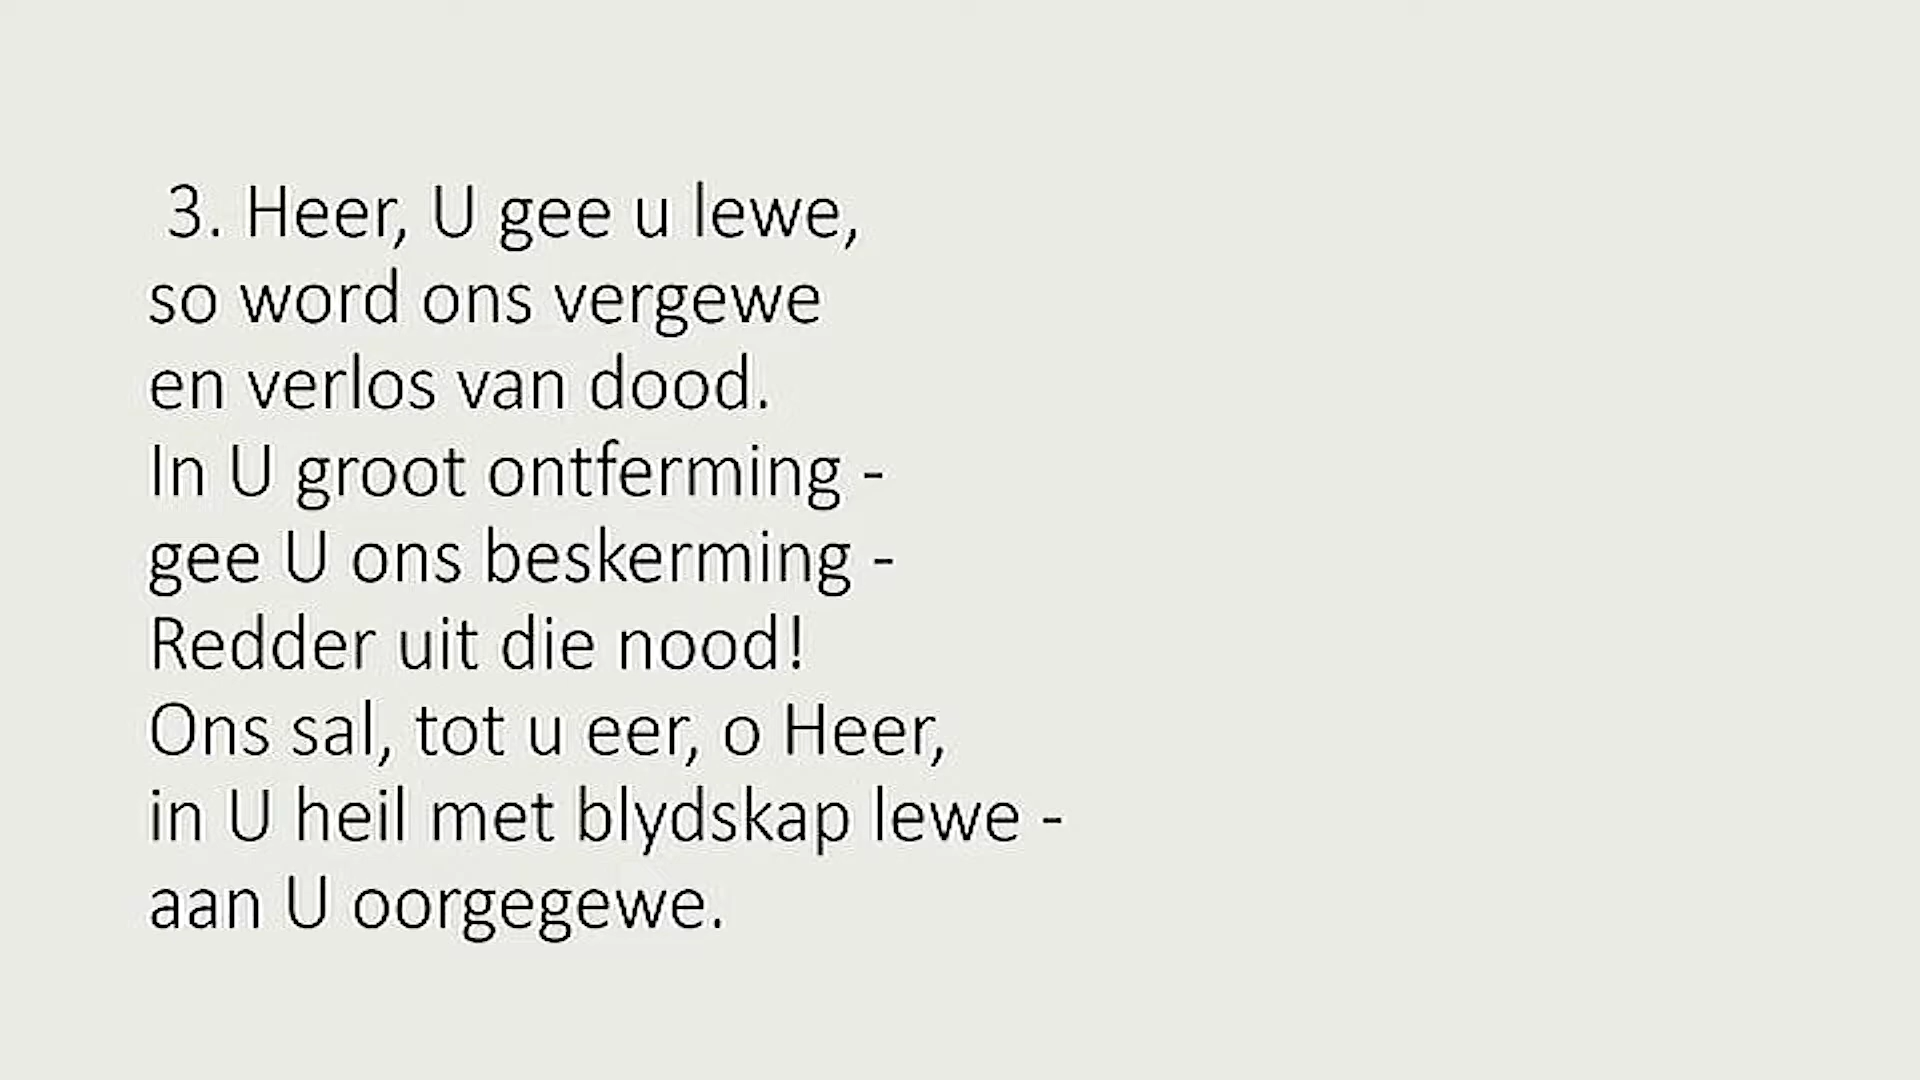 3. Heer, U gee u lewe,
so word ons vergewe
en verlos van dood.
In U groot ontferming -
gee U ons beskerming -
Redder uit die nood!
Ons sal, tot u eer, o Heer,
in U heil met blydskap lewe -
aan U oorgegewe.